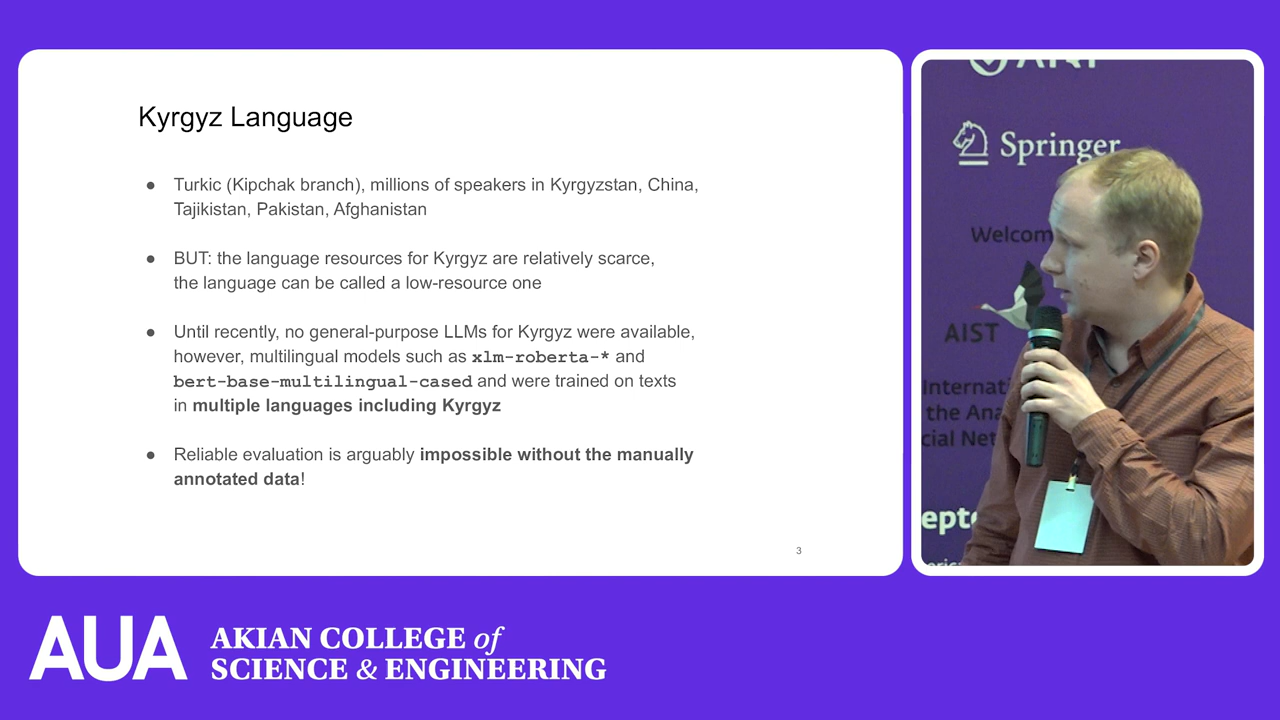 Kyrgyz Language
● Turkic (Kipchak branch), millions of speakers in Kyrgyzstan, China,
Tajikistan, Pakistan, Afghanistan
● BUT: the language resources for Kyrgyz are relatively scarce,
the language can be called a low-resource one
● Until recently, no general-purpose LLMs for Kyrgyz were available,
however, multilingual models such as xlm-roberta-* and
bert-base-multilingual-cased and were trained on texts
in multiple languages including Kyrgyz
● Reliable evaluation is arguably impossible without the manually
annotated data!
3
Springer
Welcom
AIST
Internati
the Ana
cial Net
epte
AUA
AKIAN COLLEGE of
SCIENCE & ENGINEERING